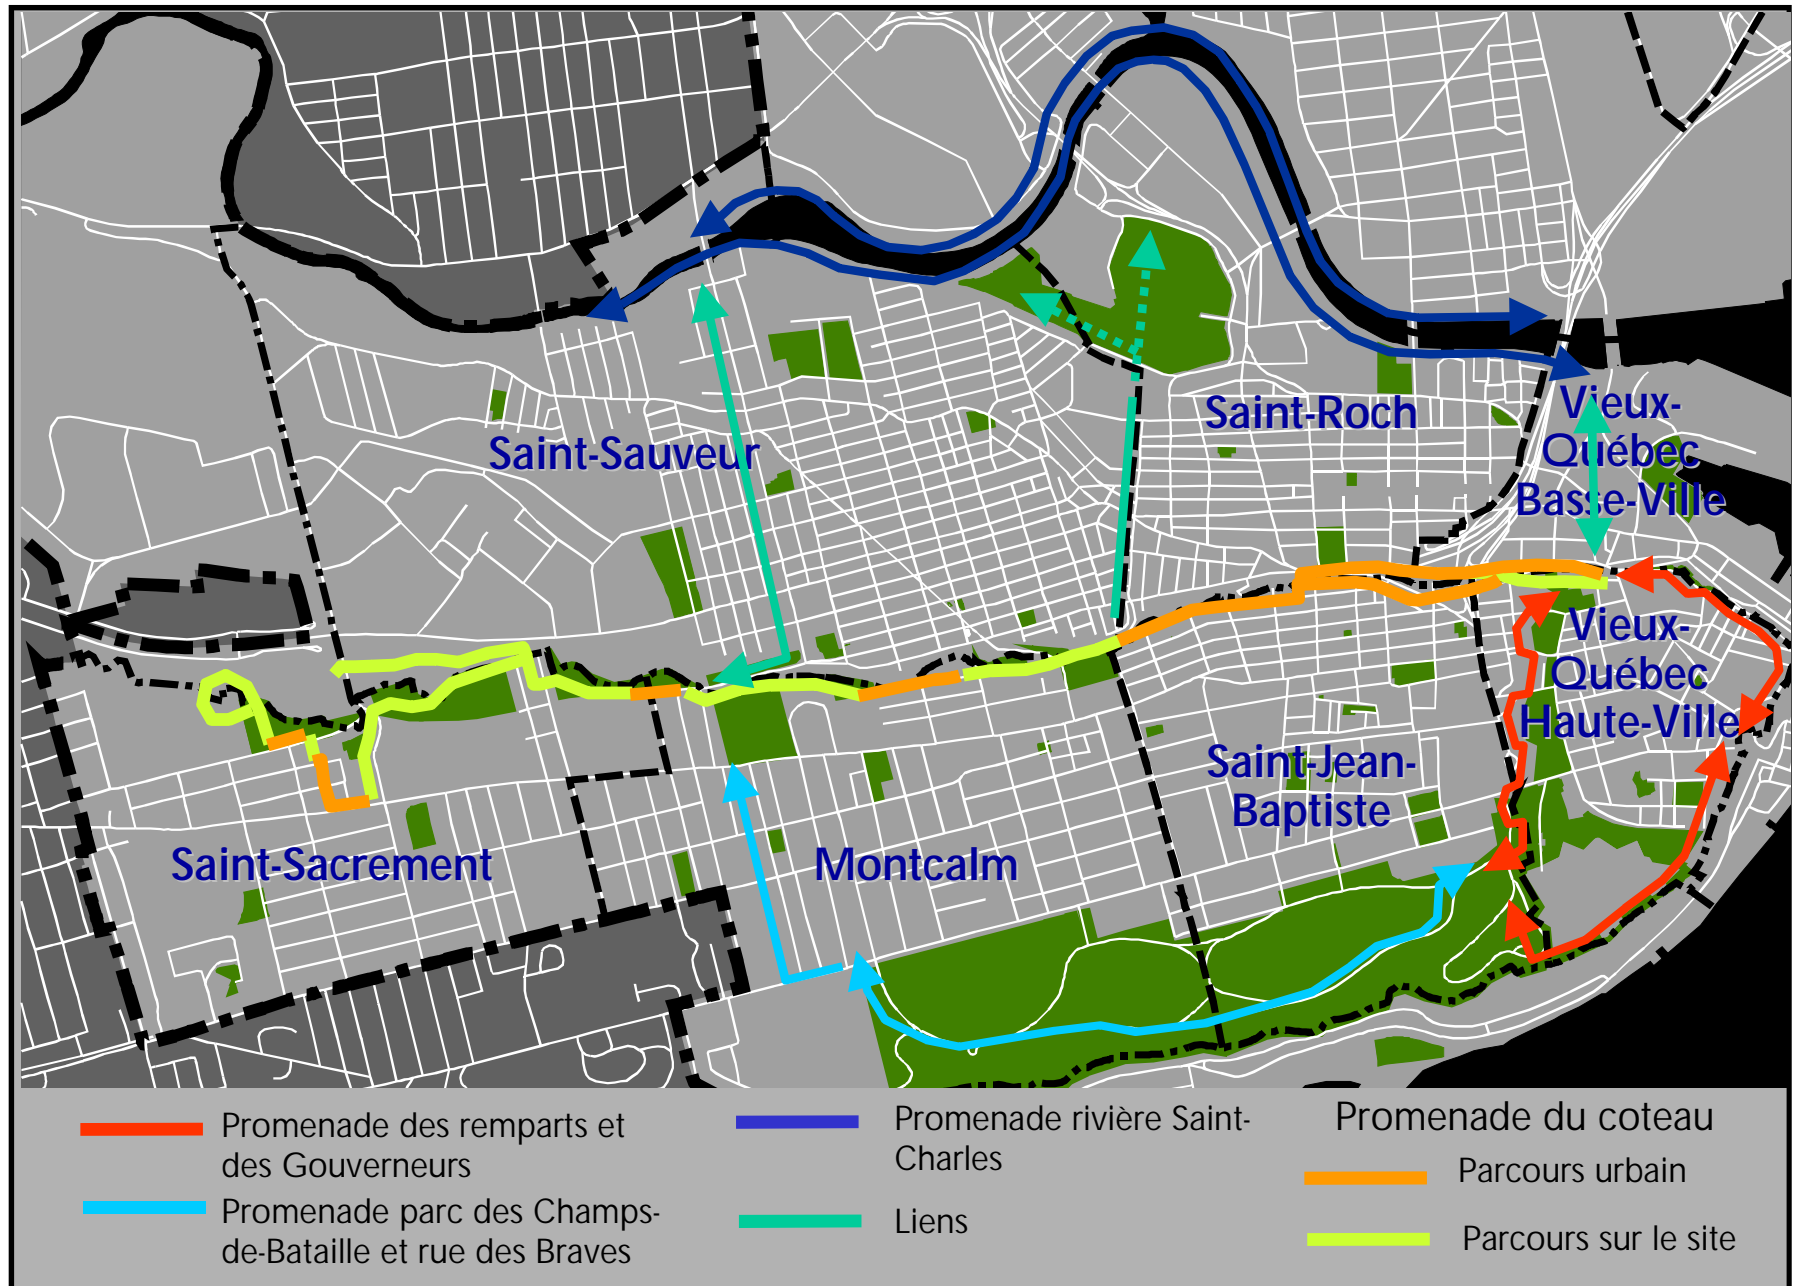 Saint-Roch
Vieux-
Québec
Basse-Ville
Saint-Sauveur
Vieux-
Québec
Haute-Ville
Saint-Jean-
Baptiste
Saint-Sacrement
Montcalm
Promenade des remparts et
des Gouverneurs
Promenade parc des Champs-
de-Bataille et rue des Braves
Promenade rivière Saint-
Charles
Liens
Promenade du coteau
Parcours urbain
Parcours sur le site